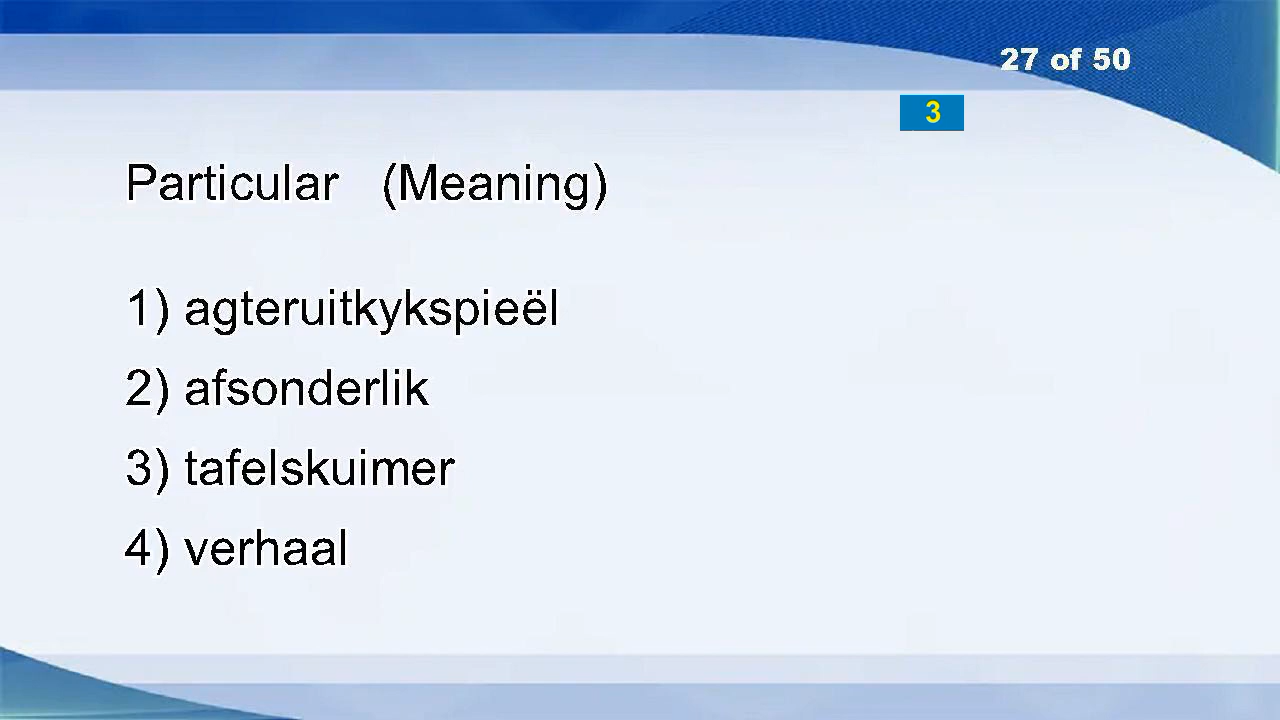 27 of 50
3
Particular (Meaning)
1) agteruitkykspieël
2) afsonderlik
3) tafelskuimer
4) verhaal